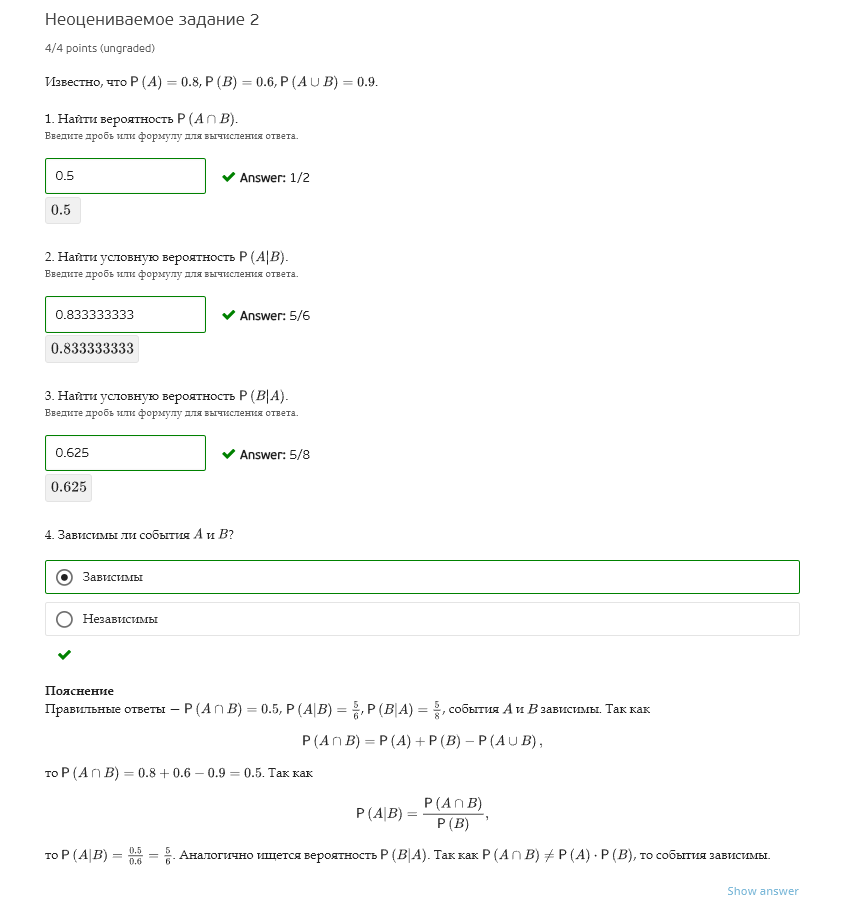 Неоцениваемое задание 2
4/4 points (ungraded)
Известно, что P (A) = 0.8, P (B) = 0.6, P (A ∪ B) = 0.9.
1. Найти вероятность P (A ∩ B).
Введите дробь или формулу для вычисления ответа.
0.5
Answer: 1/2
0.5
2. Найти условную вероятность P (A|B).
Введите дробь или формулу для вычисления ответа.
0.833333333
Answer: 5/6
0.833333333
3. Найти условную вероятность P (B|A).
Введите дробь или формулу для вычисления ответа.
0.625
Answer: 5/8
0.625
4. Зависимы ли события A и B?
Зависимы
Независимы
Пояснение
Правильные ответы — P (A ∩ B) = 0.5, P (A|B) = 5/6, P (B|A) = 5/8, события A и B зависимы. Так как
P (A ∩ B) = P (A) + P (B) − P (A ∪ B) ,
то P (A ∩ B) = 0.8 + 0.6 − 0.9 = 0.5. Так как
P (A|B) = P (A ∩ B) / P (B) ,
то P (A|B) = 0.5/0.6 = 5/6. Аналогично ищется вероятность P (B|A). Так как P (A ∩ B) ≠ P (A) · P (B), то события зависимы.
Show answer